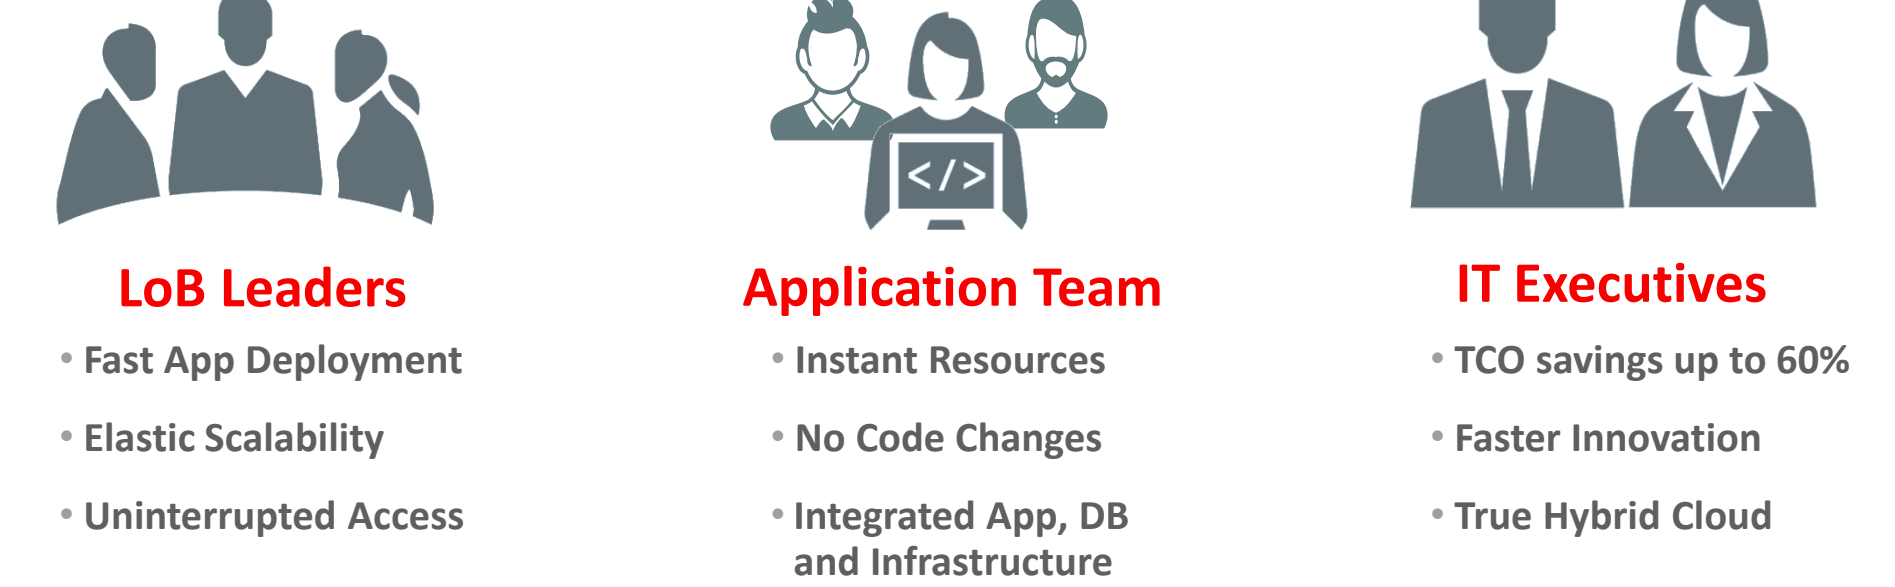 </>
LoB Leaders
• Fast App Deployment
• Elastic Scalability
• Uninterrupted Access
Application Team
• Instant Resources
• No Code Changes
• Integrated App, DB
and Infrastructure
IT Executives
• TCO savings up to 60%
• Faster Innovation
• True Hybrid Cloud